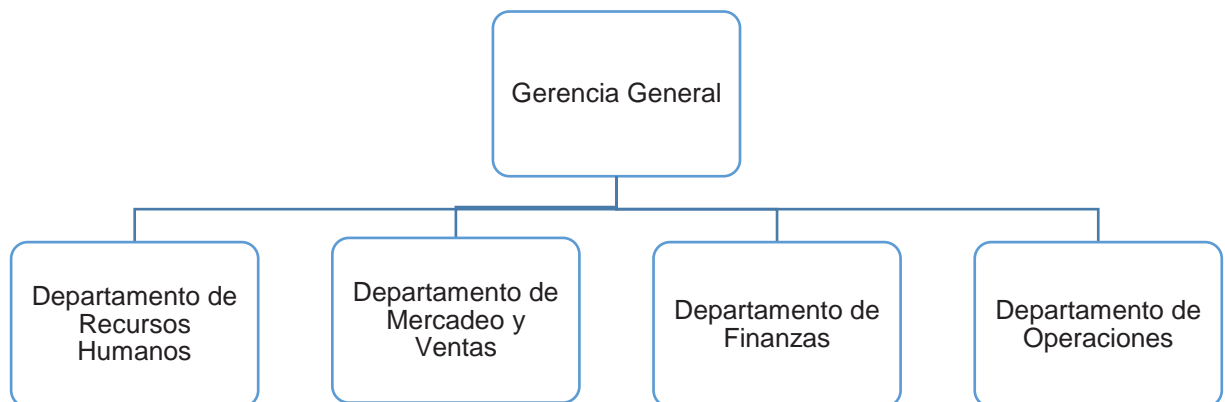 Gerencia General
Departamento de
Recursos
Humanos
Departamento de
Mercadeo y
Ventas
Departamento de
Finanzas
Departamento de
Operaciones